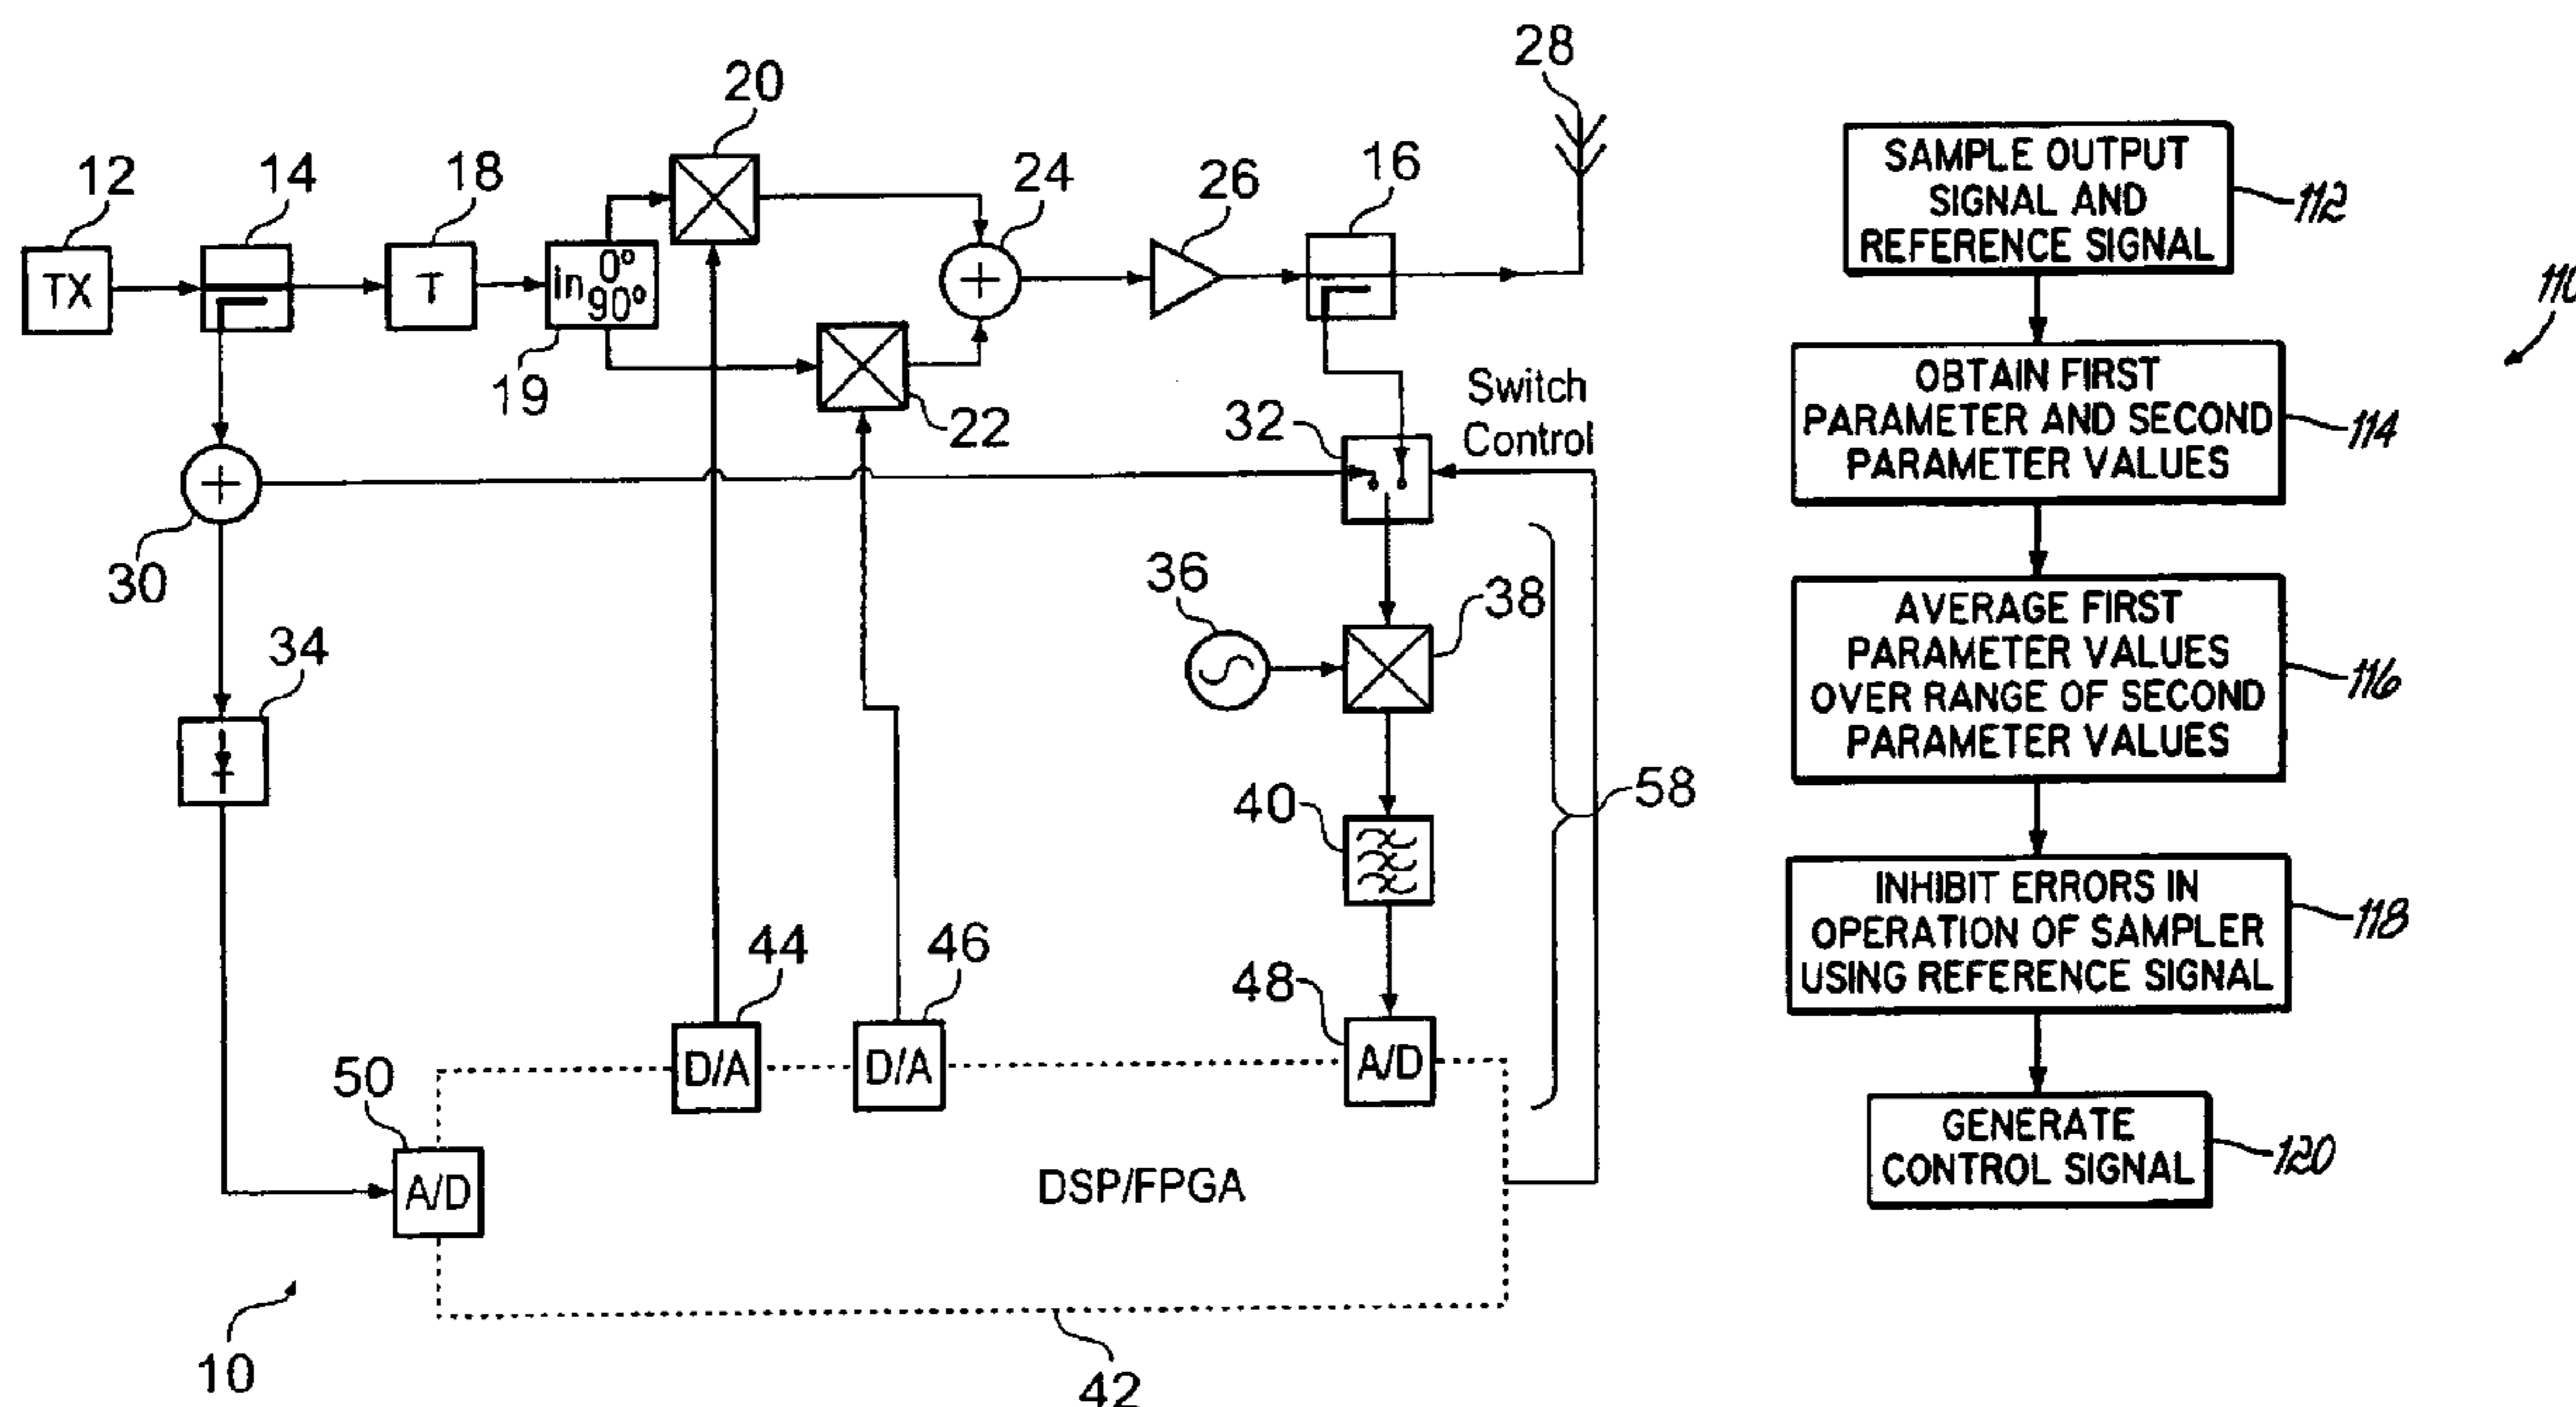 28
20
12
14
18
24
26
16
TX
T
in 0°
90°
19
22
Switch
Control
32
30
36
38
34
58
40
44
46
48
50
D/A
D/A
A/D
A/D
DSP/FPGA
10
42
SAMPLE OUTPUT
SIGNAL AND
REFERENCE SIGNAL
112
OBTAIN FIRST
PARAMETER AND SECOND
PARAMETER VALUES
114
AVERAGE FIRST
PARAMETER VALUES
OVER RANGE OF SECOND
PARAMETER VALUES
116
INHIBIT ERRORS IN
OPERATION OF SAMPLER
USING REFERENCE SIGNAL
118
GENERATE
CONTROL SIGNAL
120